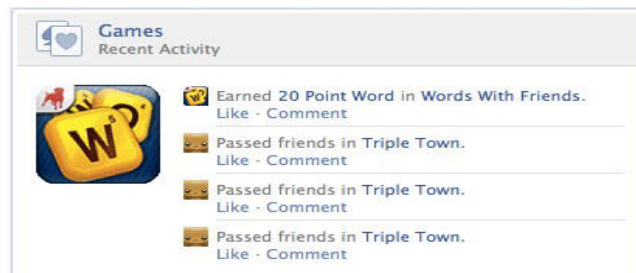 Games
Recent Activity
Earned 20 Point Word in Words With Friends.
Like · Comment
Passed friends in Triple Town.
Like · Comment
Passed friends in Triple Town.
Like · Comment
Passed friends in Triple Town.
Like · Comment
W
S